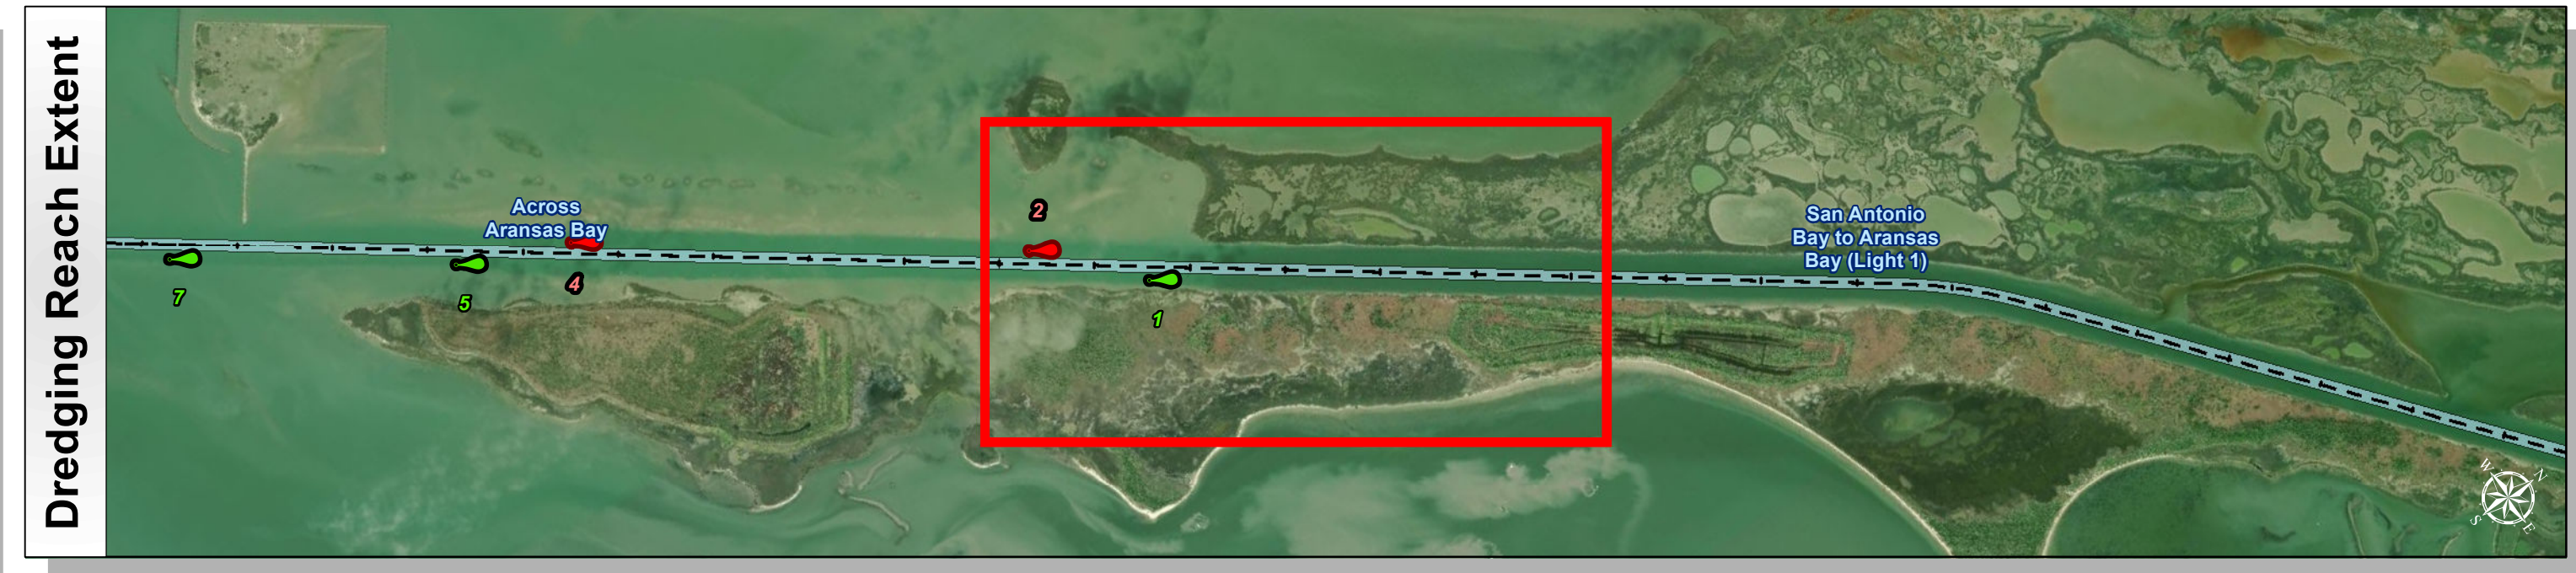 Dredging Reach Extent
Across
Aransas Bay
2
San Antonio
Bay to Aransas
Bay (Light 1)
7
5
4
1
W
N
S
E